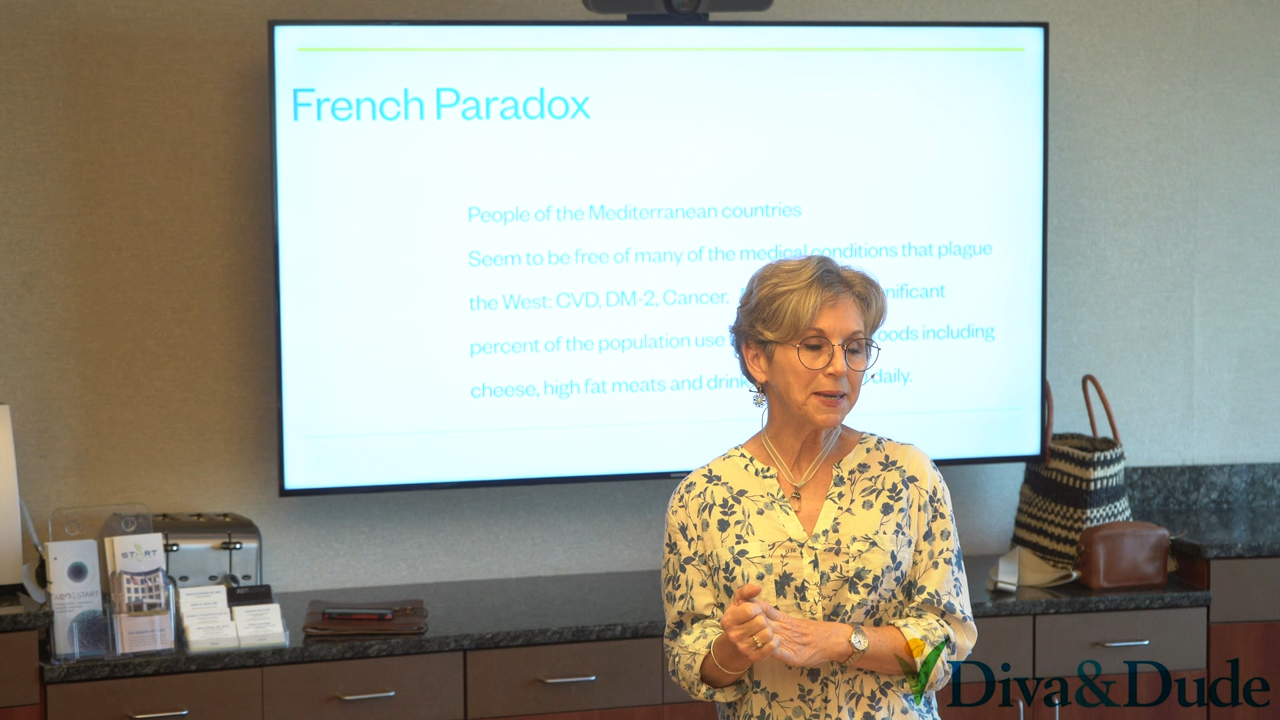 French Paradox
People of the Mediterranean countries
Seem to be free of many of the medical conditions that plague
the West: CVD, DM-2, Cancer.
percent of the population use including
cheese, high fat meats and daily.
START
Diva&Dude